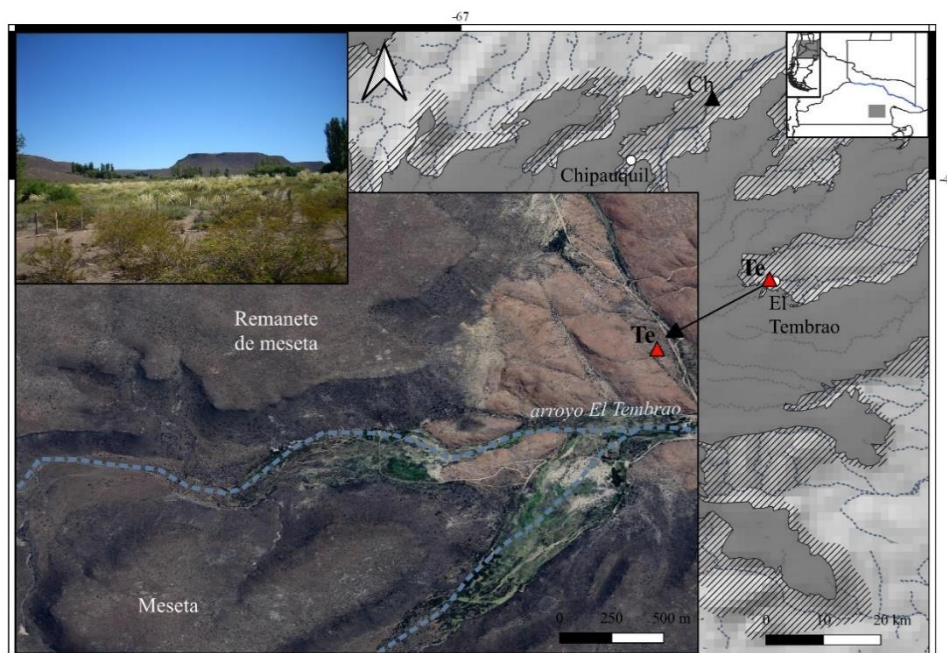 -67
Ch
Chipauquil
-4
Te
El
Tembrao
Remanete
de meseta
Te
arroyo El Tembrao
Meseta
0 250 500 m
0 10 20 km